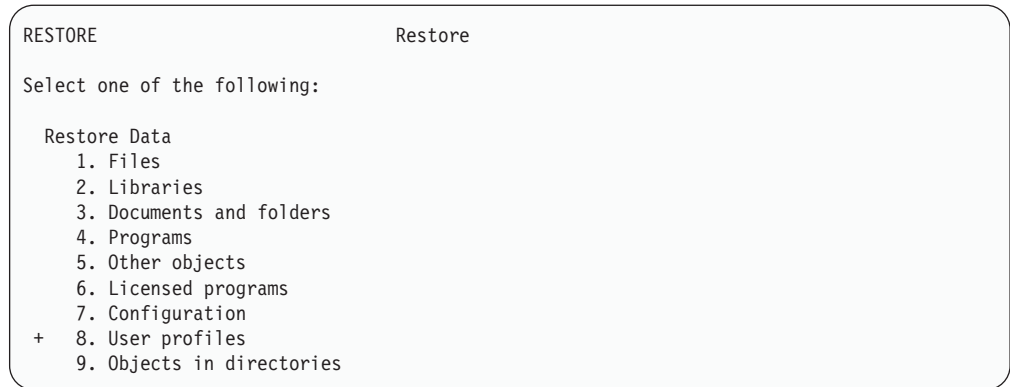 RESTORE Restore
Select one of the following:
Restore Data
1. Files
2. Libraries
3. Documents and folders
4. Programs
5. Other objects
6. Licensed programs
7. Configuration
+ 8. User profiles
9. Objects in directories